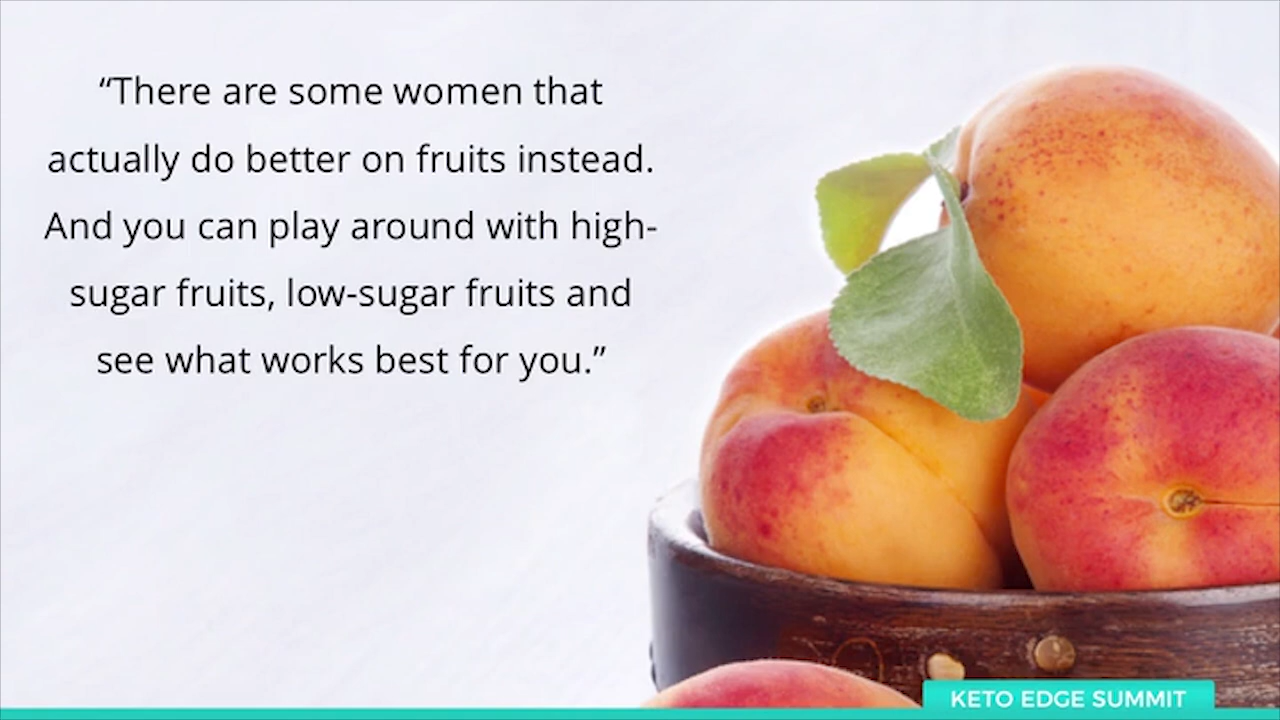 “There are some women that
actually do better on fruits instead.
And you can play around with high-
sugar fruits, low-sugar fruits and
see what works best for you.”
KETO EDGE SUMMIT